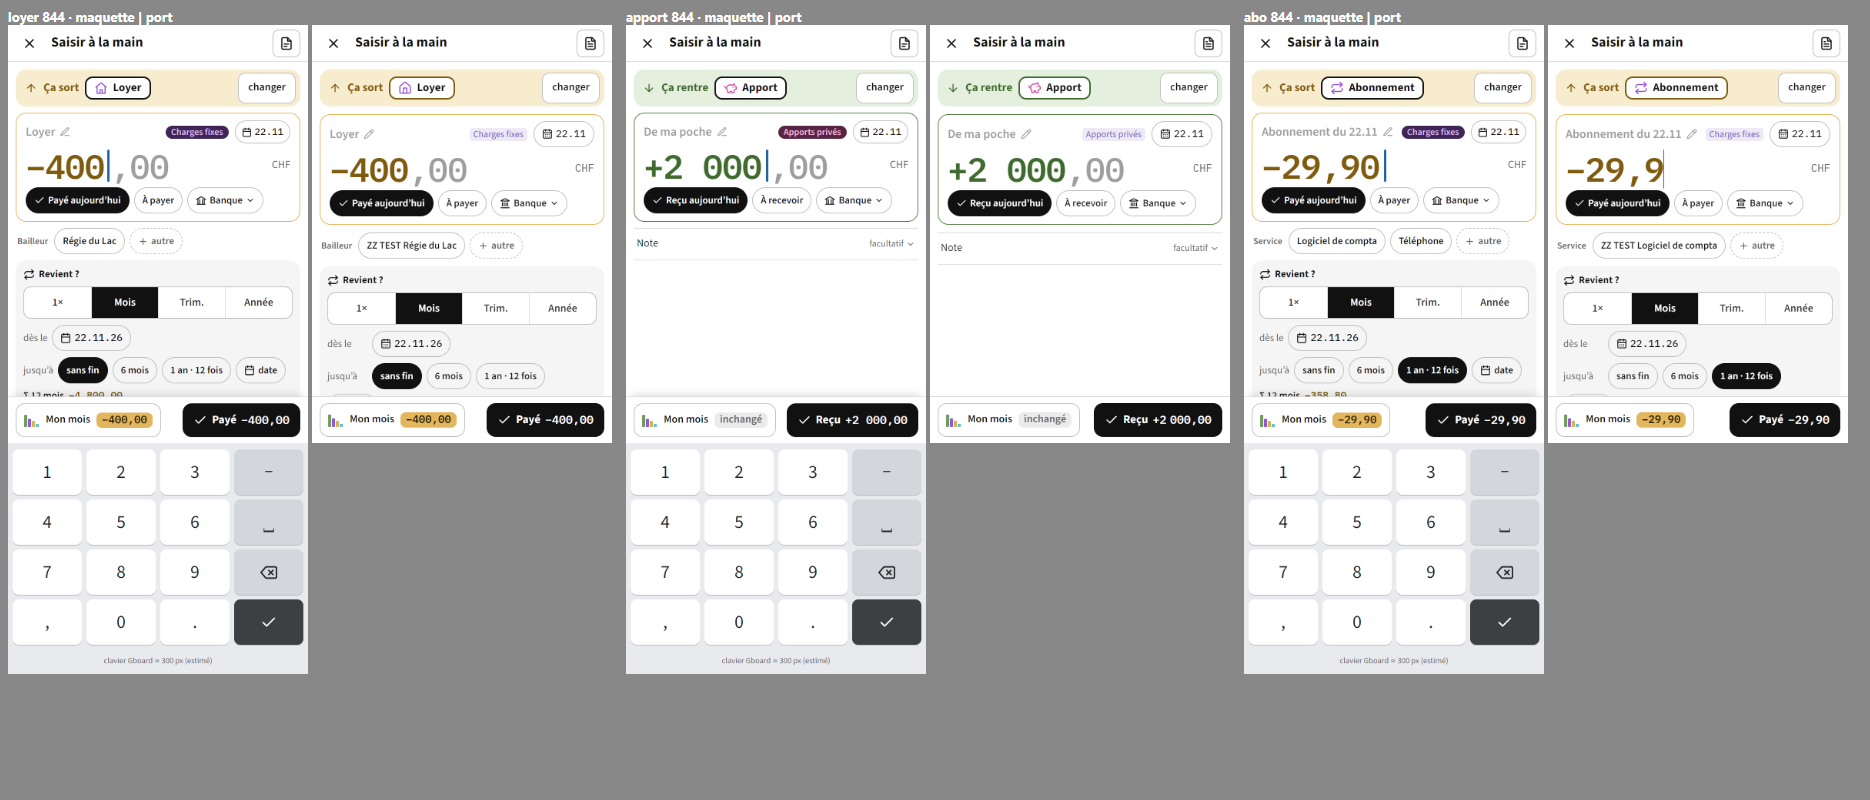 loyer 844 · maquette | port
Saisir à la main
Ça sort Loyer changer
Loyer Charges fixes 22.11
−400,00 CHF
Payé aujourd'hui À payer Banque
Bailleur Régie du Lac + autre
Revient ?
1× Mois Trim. Année
dès le 22.11.26
jusqu'à sans fin 6 mois 1 an · 12 fois date
Σ 12 mois −4 800,00
Mon mois −400,00 Payé −400,00
1 2 3 −
4 5 6
7 8 9
, 0 .
clavier Gboard ≈ 300 px (estimé)
Saisir à la main
Ça sort Loyer changer
Loyer Charges fixes 22.11
−400,00 CHF
Payé aujourd'hui À payer Banque
Bailleur ZZ TEST Régie du Lac + autre
Revient ?
1× Mois Trim. Année
dès le 22.11.26
jusqu'à sans fin 6 mois 1 an · 12 fois
Mon mois −400,00 Payé −400,00
apport 844 · maquette | port
Saisir à la main
Ça rentre Apport changer
De ma poche Apports privés 22.11
+2 000,00 CHF
Reçu aujourd'hui À recevoir Banque
Note facultatif
Mon mois inchangé Reçu +2 000,00
1 2 3 −
4 5 6
7 8 9
, 0 .
clavier Gboard ≈ 300 px (estimé)
Saisir à la main
Ça rentre Apport changer
De ma poche Apports privés 22.11
+2 000,00 CHF
Reçu aujourd'hui À recevoir Banque
Note facultatif
Mon mois inchangé Reçu +2 000,00
abo 844 · maquette | port
Saisir à la main
Ça sort Abonnement changer
Abonnement du 22.11 Charges fixes 22.11
−29,90 CHF
Payé aujourd'hui À payer Banque
Service Logiciel de compta Téléphone + autre
Revient ?
1× Mois Trim. Année
dès le 22.11.26
jusqu'à sans fin 6 mois 1 an · 12 fois date
Σ 12 mois −358,80
Mon mois −29,90 Payé −29,90
1 2 3 −
4 5 6
7 8 9
, 0 .
clavier Gboard ≈ 300 px (estimé)
Saisir à la main
Ça sort Abonnement changer
Abonnement du 22.11 Charges fixes 22.11
−29,9 CHF
Payé aujourd'hui À payer Banque
Service ZZ TEST Logiciel de compta + autre
Revient ?
1× Mois Trim. Année
dès le 22.11.26
jusqu'à sans fin 6 mois 1 an · 12 fois
Mon mois −29,90 Payé −29,90